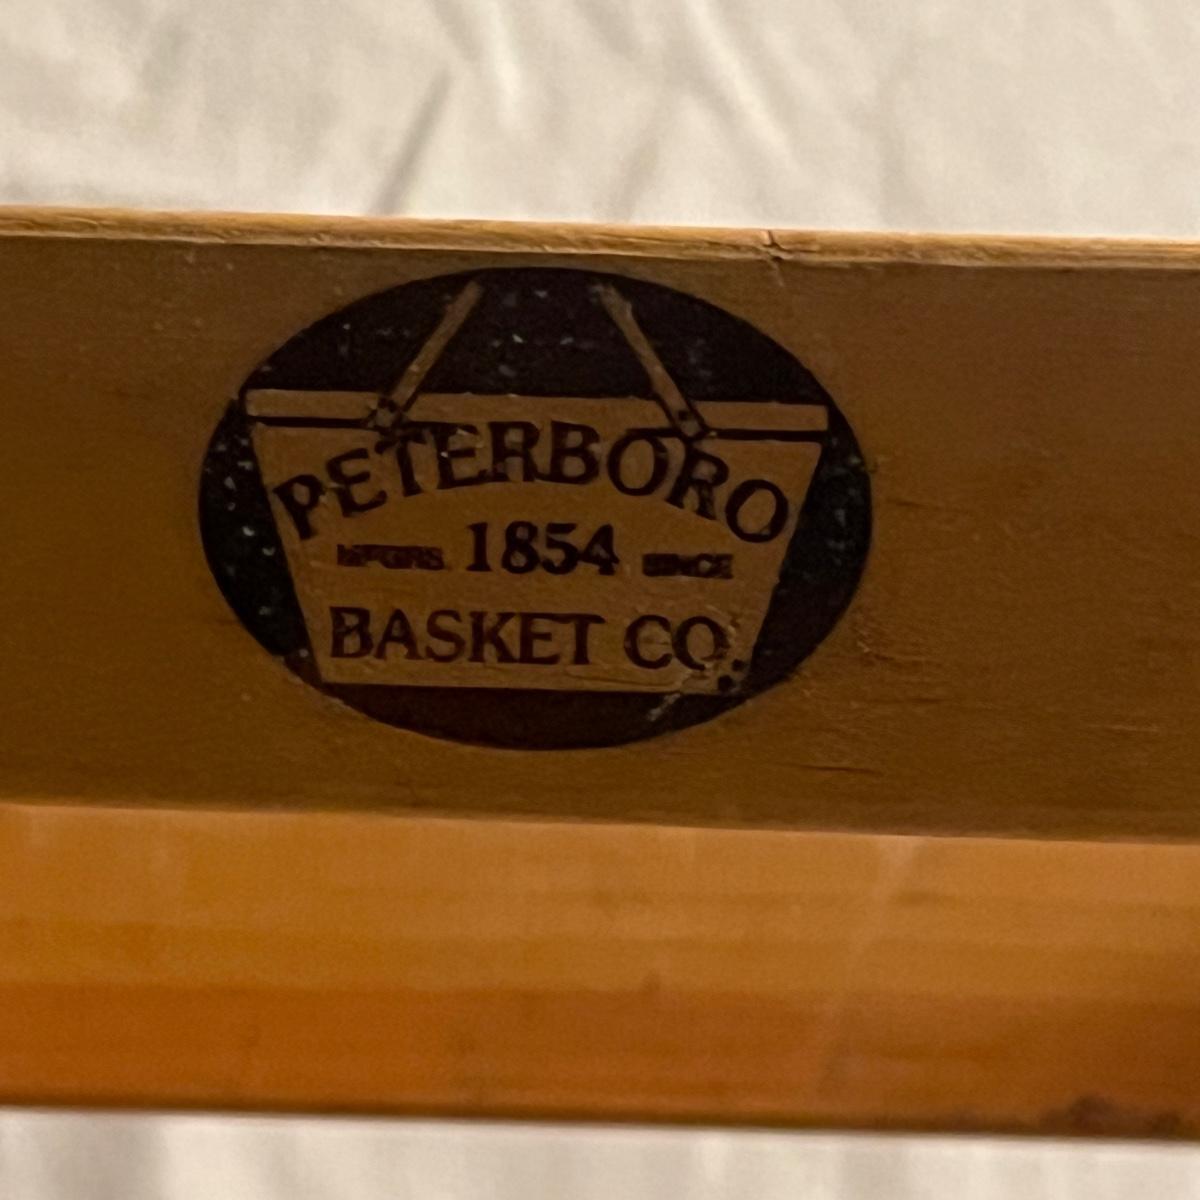 PETERBORO
MFGRS 1854 SINCE
BASKET CO.